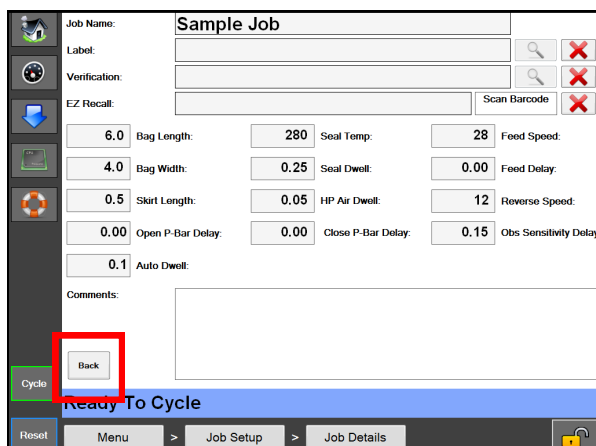 Job Name: Sample Job
Label:
Verification:
EZ Recall: Scan Barcode
6.0 Bag Length: 280 Seal Temp: 28 Feed Speed:
4.0 Bag Width: 0.25 Seal Dwell: 0.00 Feed Delay:
0.5 Skirt Length: 0.05 HP Air Dwell: 12 Reverse Speed:
0.00 Open P-Bar Delay: 0.00 Close P-Bar Delay: 0.15 Obs Sensitivity Delay
0.1 Auto Dwell:
Comments:
Back
Cycle
Ready To Cycle
Reset Menu > Job Setup > Job Details